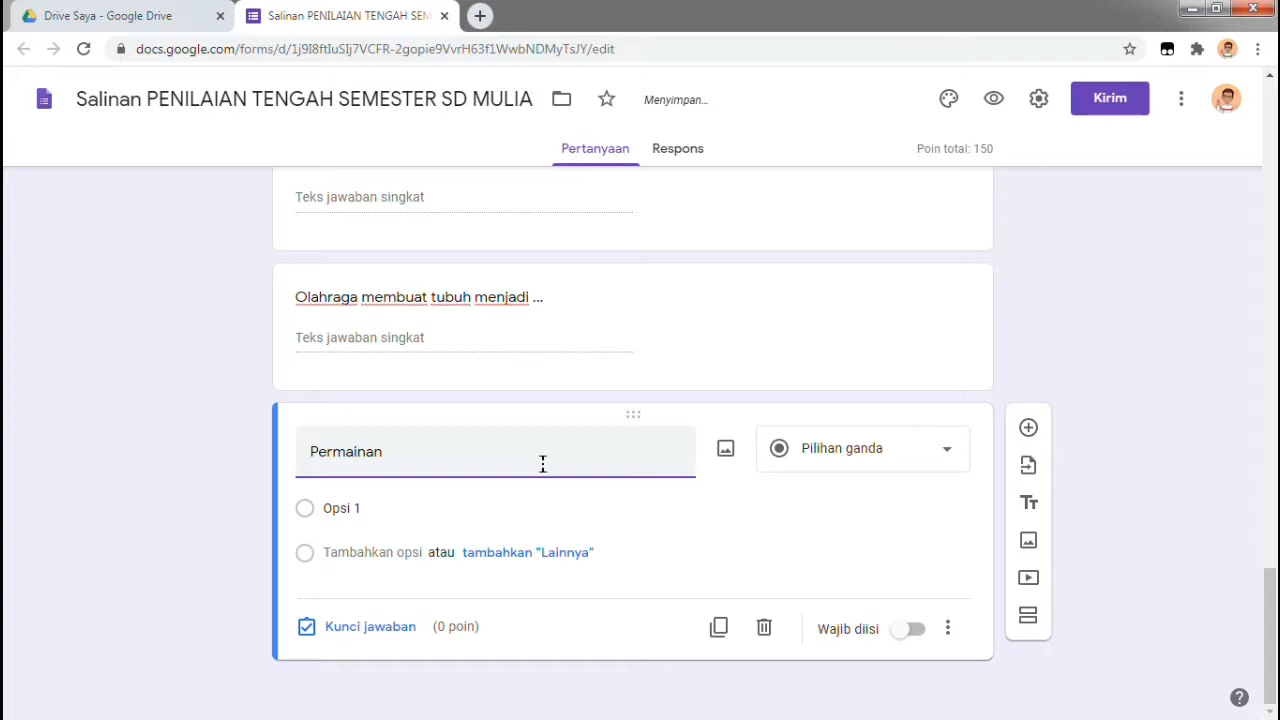 Drive Saya - Google Drive
Salinan PENILAIAN TENGAH SEM
docs.google.com/forms/d/1j9I8ftIuSIj7VCFR-2gopie9VvrH63f1WwbNDMyTsJY/edit
Salinan PENILAIAN TENGAH SEMESTER SD MULIA
Menyimpan...
Kirim
Pertanyaan
Respons
Poin total: 150
Teks jawaban singkat
Olahraga membuat tubuh menjadi ...
Teks jawaban singkat
Permainan
Pilihan ganda
Opsi 1
Tambahkan opsi atau tambahkan "Lainnya"
Kunci jawaban (0 poin)
Wajib diisi